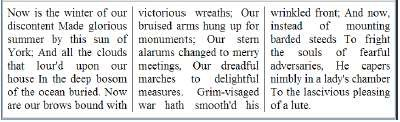 Now is the winter of our
discontent Made glorious
summer by this sun of
York; And all the clouds
that lour'd upon our
house In the deep bosom
of the ocean buried. Now
are our brows bound with
victorious wreaths; Our
bruised arms hung up for
monuments; Our stern
alarums changed to merry
meetings, Our dreadful
marches to delightful
measures. Grim-visaged
war hath smooth'd his
wrinkled front; And now,
instead of mounting
barded steeds To fright
the souls of fearful
adversaries, He capers
nimbly in a lady's chamber
To the lascivious pleasing
of a lute.